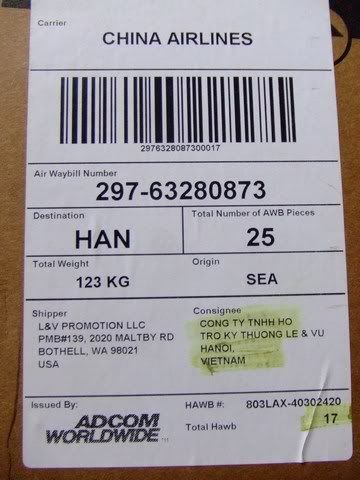 Carrier
CHINA AIRLINES
2976328087300017
Air Waybill Number
297-63280873
Destination
HAN
Total Number of AWB Pieces
25
Total Weight
123 KG
Origin
SEA
Shipper
L&V PROMOTION LLC
PMB#139, 2020 MALTBY RD
BOTHELL, WA 98021
USA
Consignee
CONG TY TNHH HO
TRO KY THUONG LE & VU
HANOI,
VIETNAM
Issued By:
ADCOM
WORLDWIDE
HAWB #: 803LAX-40302420
Total Hawb 17